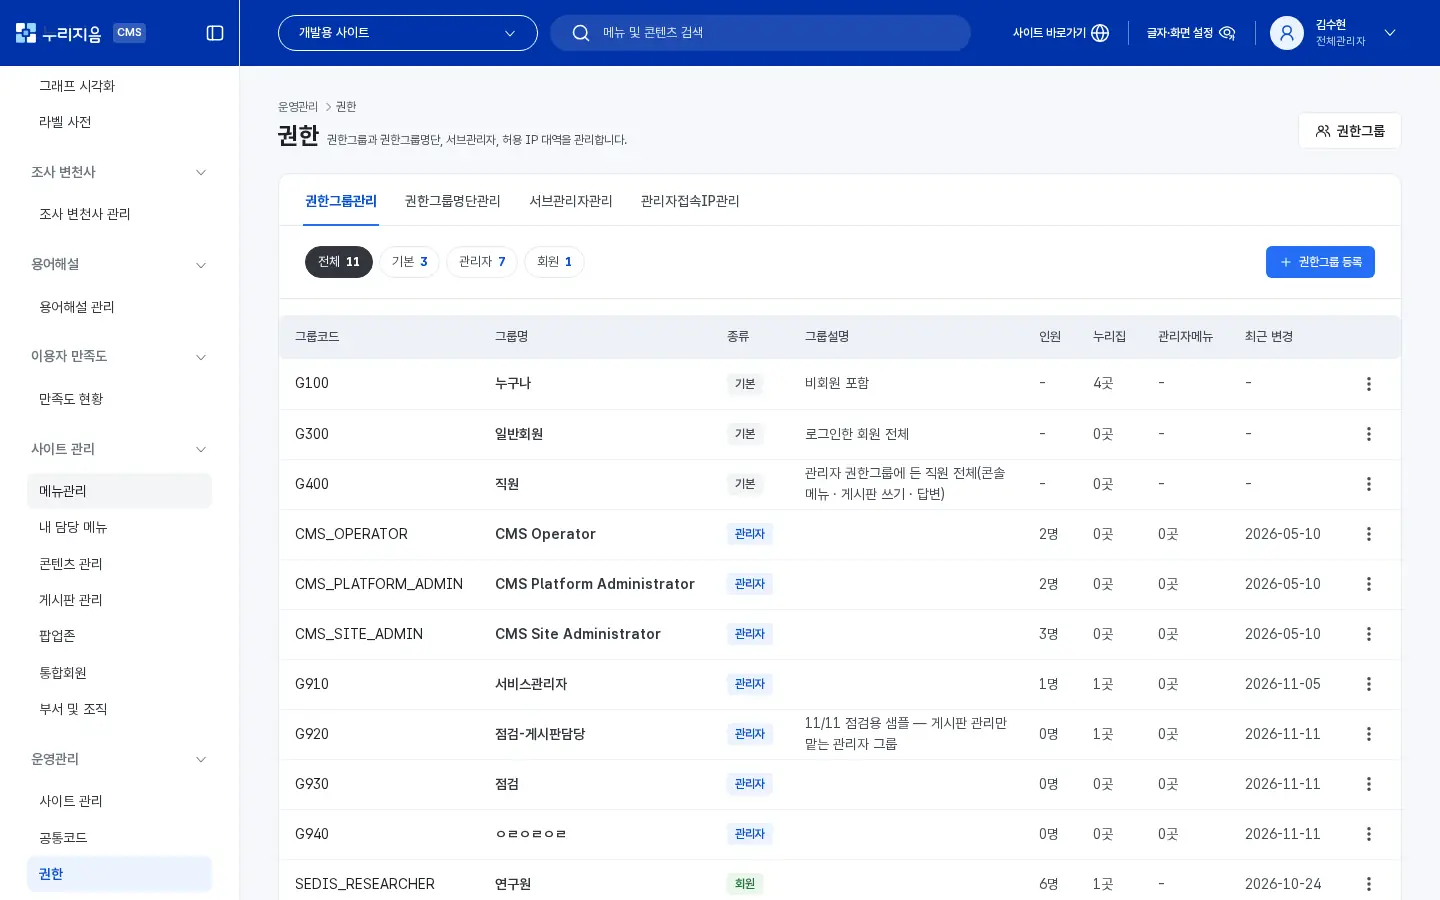 누리지음 CMS
개발용 사이트
메뉴 및 콘텐츠 검색
사이트 바로가기
글자·화면 설정
김수현
전체관리자
그래프 시각화
라벨 사전
조사 변천사
조사 변천사 관리
용어해설
용어해설 관리
이용자 만족도
만족도 현황
사이트 관리
메뉴관리
내 담당 메뉴
콘텐츠 관리
게시판 관리
팝업존
통합회원
부서 및 조직
운영관리
사이트 관리
공통코드
권한
운영관리 > 권한
권한 권한그룹과 권한그룹명단, 서브관리자, 허용 IP 대역을 관리합니다.
권한그룹
권한그룹관리 권한그룹명단관리 서브관리자관리 관리자접속IP관리
전체 11 기본 3 관리자 7 회원 1
+ 권한그룹 등록
그룹코드 그룹명 종류 그룹설명 인원 누리집 관리자메뉴 최근 변경
G100 누구나 기본 비회원 포함 - 4곳 - -
G300 일반회원 기본 로그인한 회원 전체 - 0곳 - -
G400 직원 기본 관리자 권한그룹에 든 직원 전체(콘솔
메뉴 · 게시판 쓰기 · 답변) - 0곳 - -
CMS_OPERATOR CMS Operator 관리자 2명 0곳 0곳 2026-05-10
CMS_PLATFORM_ADMIN CMS Platform Administrator 관리자 2명 0곳 0곳 2026-05-10
CMS_SITE_ADMIN CMS Site Administrator 관리자 3명 0곳 0곳 2026-05-10
G910 서비스관리자 관리자 1명 1곳 0곳 2026-11-05
G920 점검-게시판담당 관리자 11/11 점검용 샘플 — 게시판 관리만
맡는 관리자 그룹 0명 1곳 0곳 2026-11-11
G930 점검 관리자 0명 0곳 0곳 2026-11-11
G940 ㅇㄹㅇㄹㅇㄹ 관리자 0명 0곳 0곳 2026-11-11
SEDIS_RESEARCHER 연구원 회원 6명 1곳 - 2026-10-24